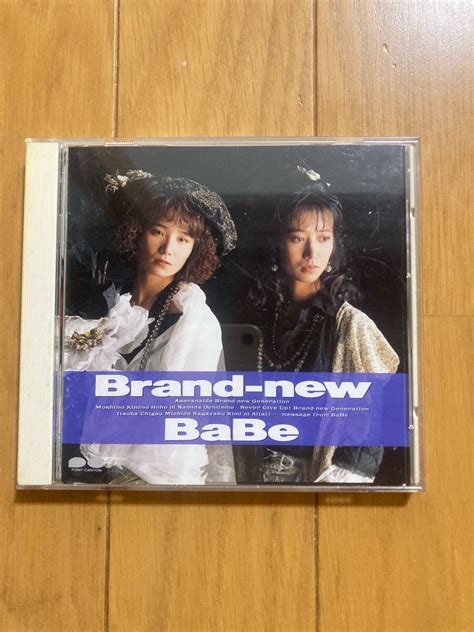 Brand-new
Aseranaide Brand-new Generation
Moshimo Kimino Hoho ni Namida Ochitemo Never Give Up! Brand-new Generation
Itsuka Chigau Michide Kagayaku Kimi ni Aitai! message from BaBe
BaBe
PONY CANYON